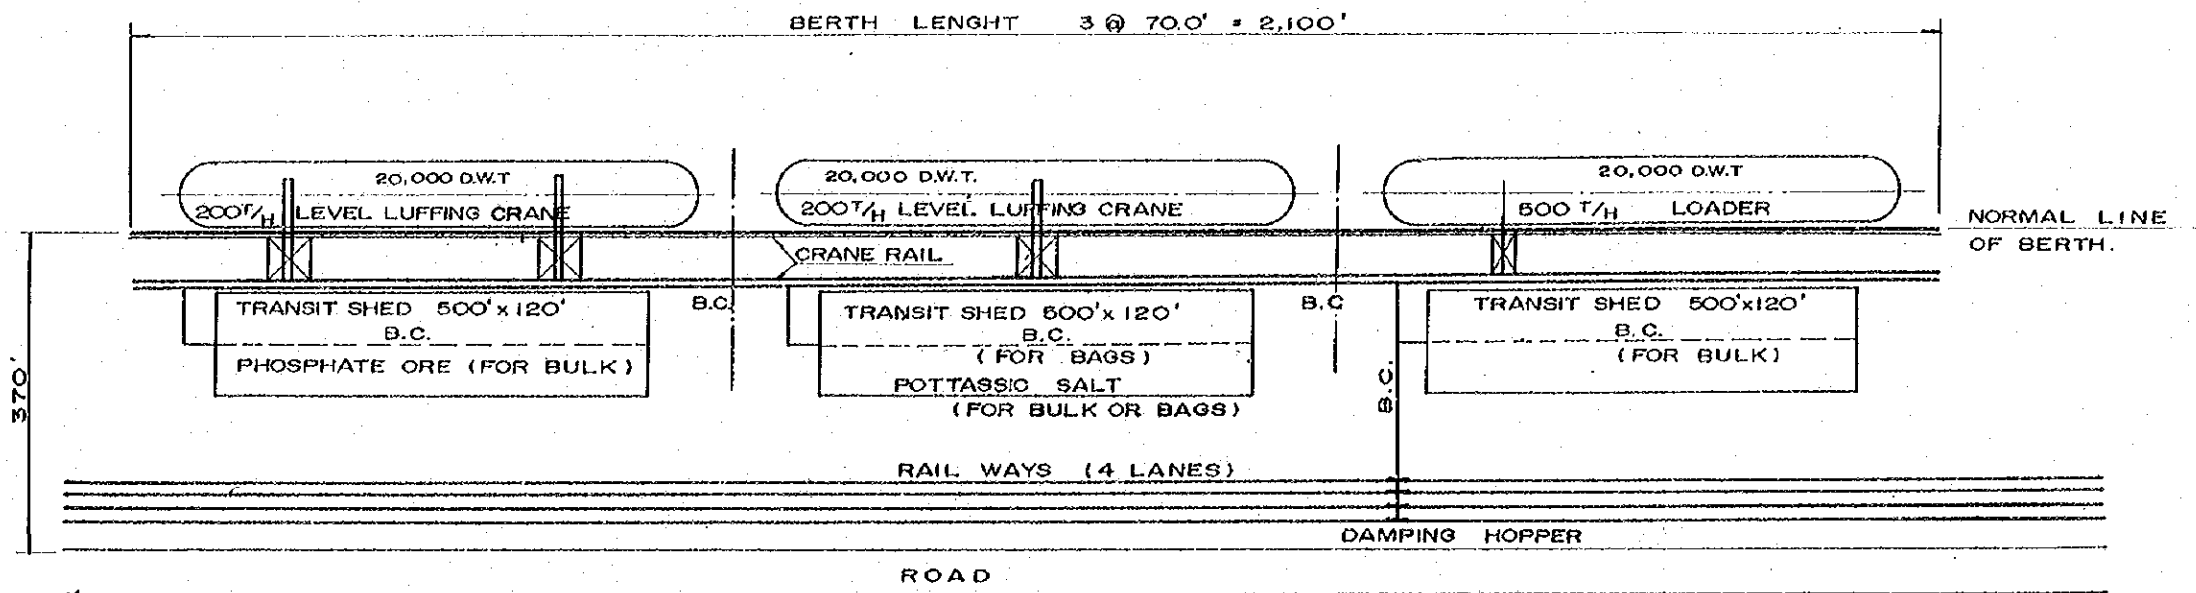 BERTH LENGHT 3 @ 70.0' = 2,100'
20,000 D.W.T
200 T/H LEVEL LUFFING CRANE
20,000 D.W.T.
200 T/H LEVEL LUFFING CRANE
20,000 D.W.T
500 T/H LOADER
NORMAL LINE
OF BERTH.
CRANE RAIL
TRANSIT SHED 500'x120'
B.C.
PHOSPHATE ORE (FOR BULK)
B.C.
TRANSIT SHED 500'x120'
B.C.
(FOR BAGS)
POTTASSIC SALT
(FOR BULK OR BAGS)
B.C
TRANSIT SHED 500'x120'
B.C.
(FOR BULK)
B.C.
370'
RAIL WAYS (4 LANES)
DAMPING HOPPER
ROAD